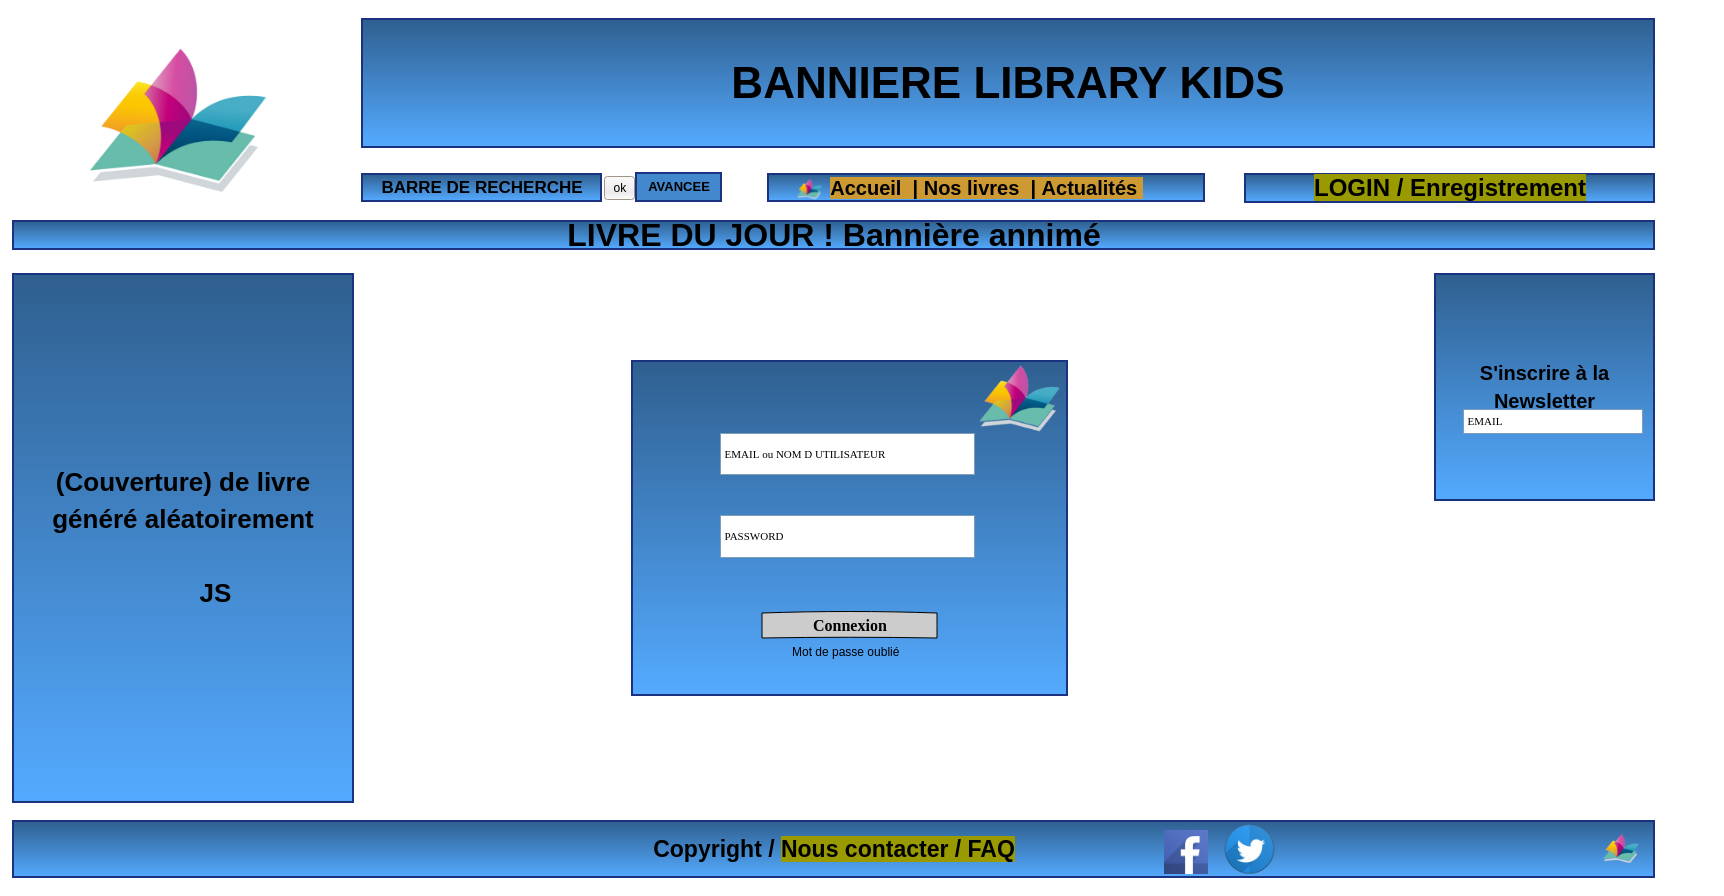 BANNIERE LIBRARY KIDS
BARRE DE RECHERCHE
ok
AVANCEE
Accueil | Nos livres | Actualités
LOGIN / Enregistrement
LIVRE DU JOUR ! Bannière annimé
(Couverture) de livre
généré aléatoirement
JS
EMAIL ou NOM D UTILISATEUR
PASSWORD
Connexion
Mot de passe oublié
S'inscrire à la
Newsletter
EMAIL
Copyright / Nous contacter / FAQ